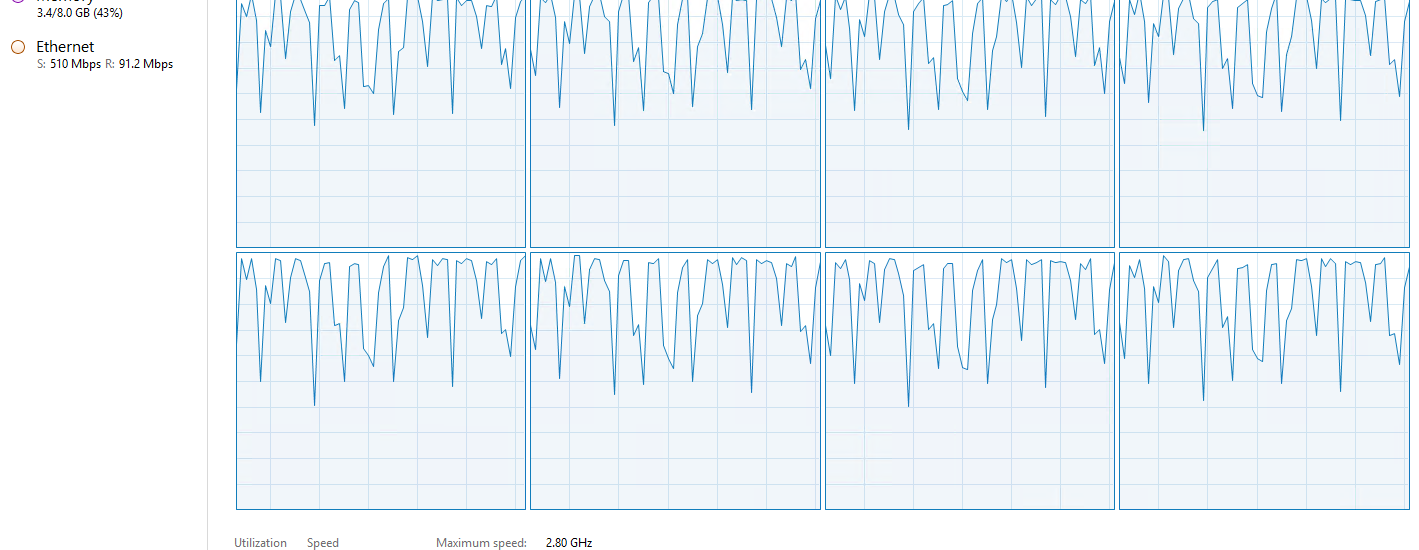 Memory
3.4/8.0 GB (43%)
Ethernet
S: 510 Mbps R: 91.2 Mbps
Utilization Speed Maximum speed: 2.80 GHz